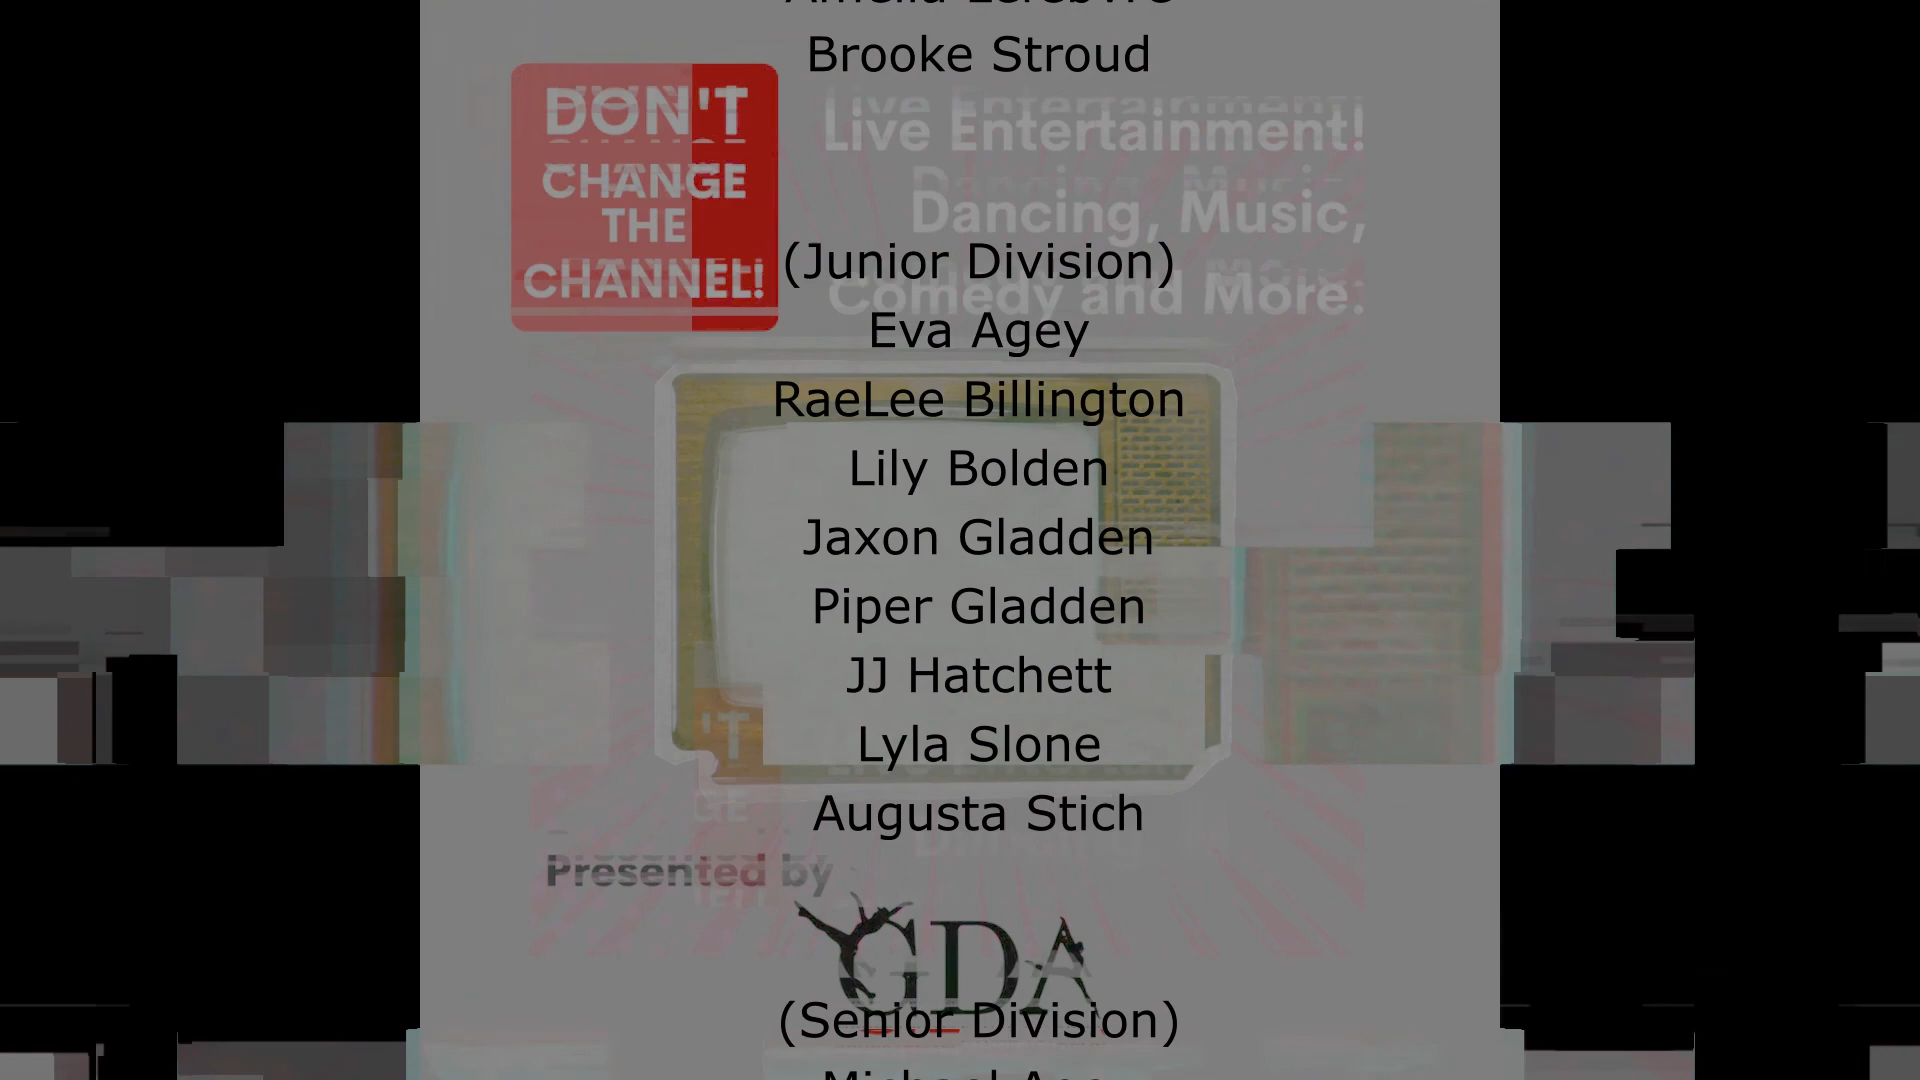 Brooke Stroud
DON'T
CHANGE
THE
CHANNEL!
Live Entertainment!
Dancing, Music,
Comedy and More.
(Junior Division)
Eva Agey
RaeLee Billington
Lily Bolden
Jaxon Gladden
Piper Gladden
JJ Hatchett
Lyla Slone
Augusta Stich
'T
Presented by
GDA
(Senior Division)